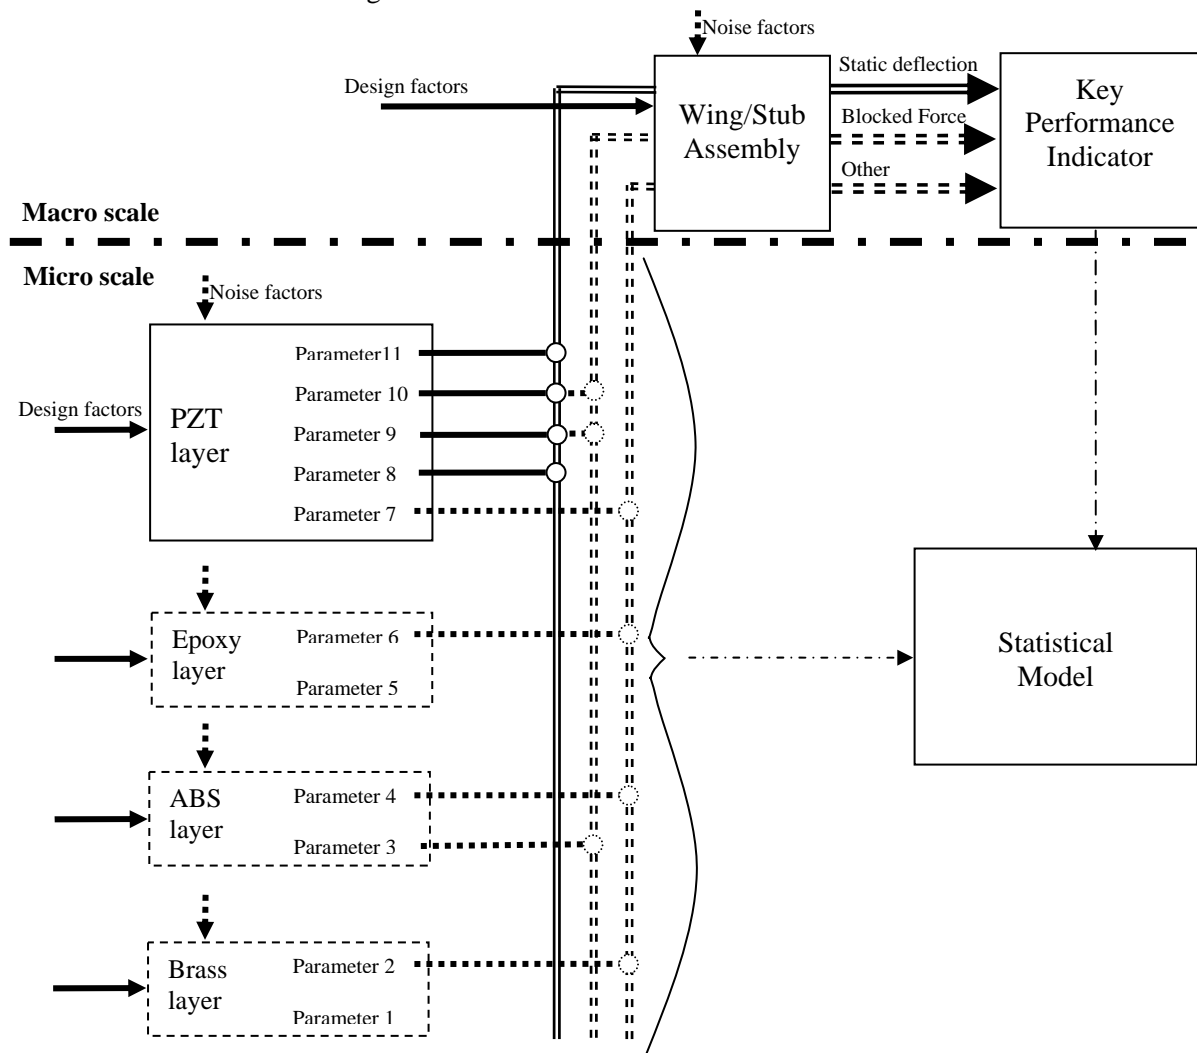 Noise factors
Static deflection
Design factors
Key
Performance
Indicator
Wing/Stub
Assembly
Blocked Force
Other
Macro scale
Micro scale
Noise factors
Parameter11
Parameter 10
Design factors
PZT
layer
Parameter 9
Parameter 8
Parameter 7
Epoxy
layer
Parameter 6
Parameter 5
Statistical
Model
ABS
layer
Parameter 4
Parameter 3
Brass
layer
Parameter 2
Parameter 1